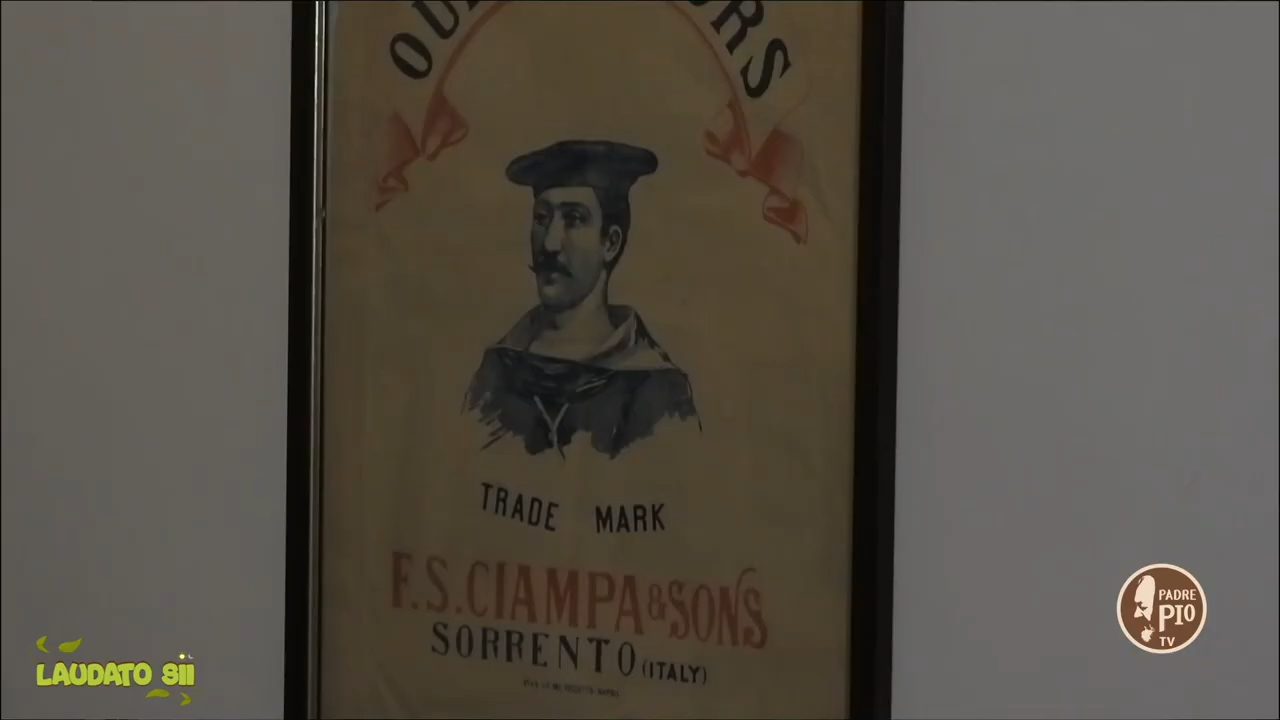 TRADE MARK
F.S.CIAMPA&SONS
SORRENTO (ITALY)
LAUDATO SII
PADRE
PIO
TV